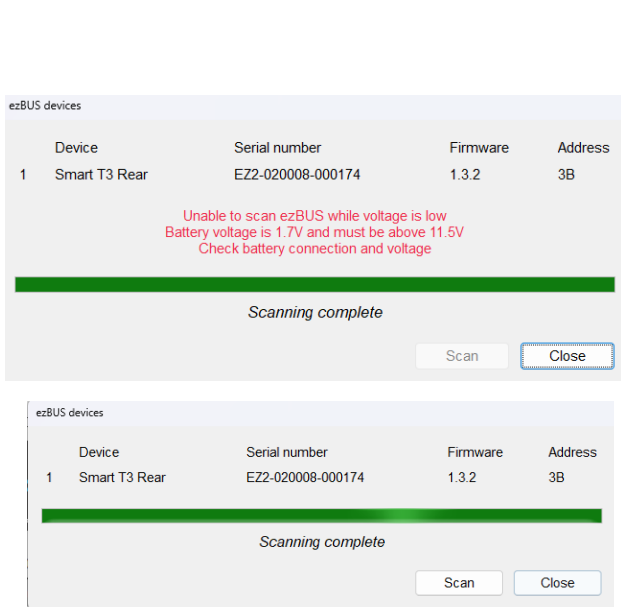 ezBUS devices
Device Serial number Firmware Address
1 Smart T3 Rear EZ2-020008-000174 1.3.2 3B
Unable to scan ezBUS while voltage is low
Battery voltage is 1.7V and must be above 11.5V
Check battery connection and voltage
Scanning complete
Scan Close
ezBUS devices
Device Serial number Firmware Address
1 Smart T3 Rear EZ2-020008-000174 1.3.2 3B
Scanning complete
Scan Close